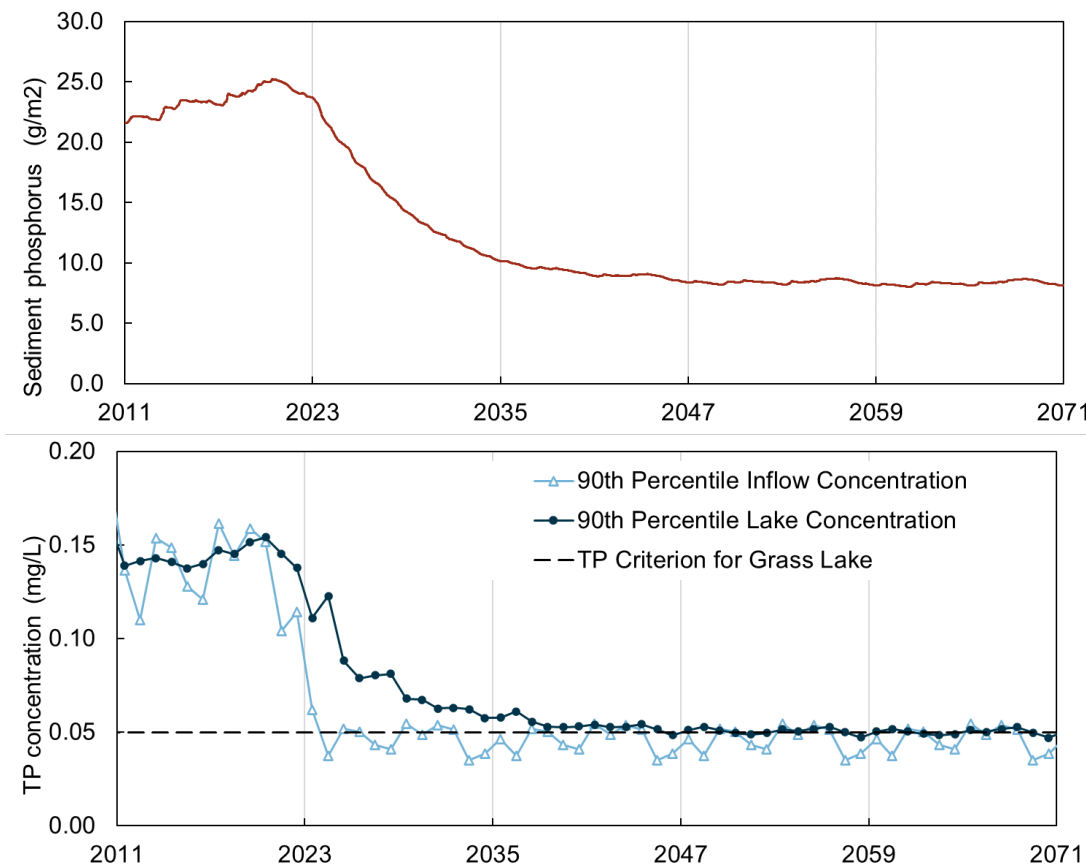 30.0
25.0
20.0
15.0
10.0
5.0
0.0
Sediment phosphorus (g/m2)
2011 2023 2035 2047 2059 2071
0.20
0.15
0.10
0.05
0.00
TP concentration (mg/L)
90th Percentile Inflow Concentration
90th Percentile Lake Concentration
TP Criterion for Grass Lake
2011 2023 2035 2047 2059 2071